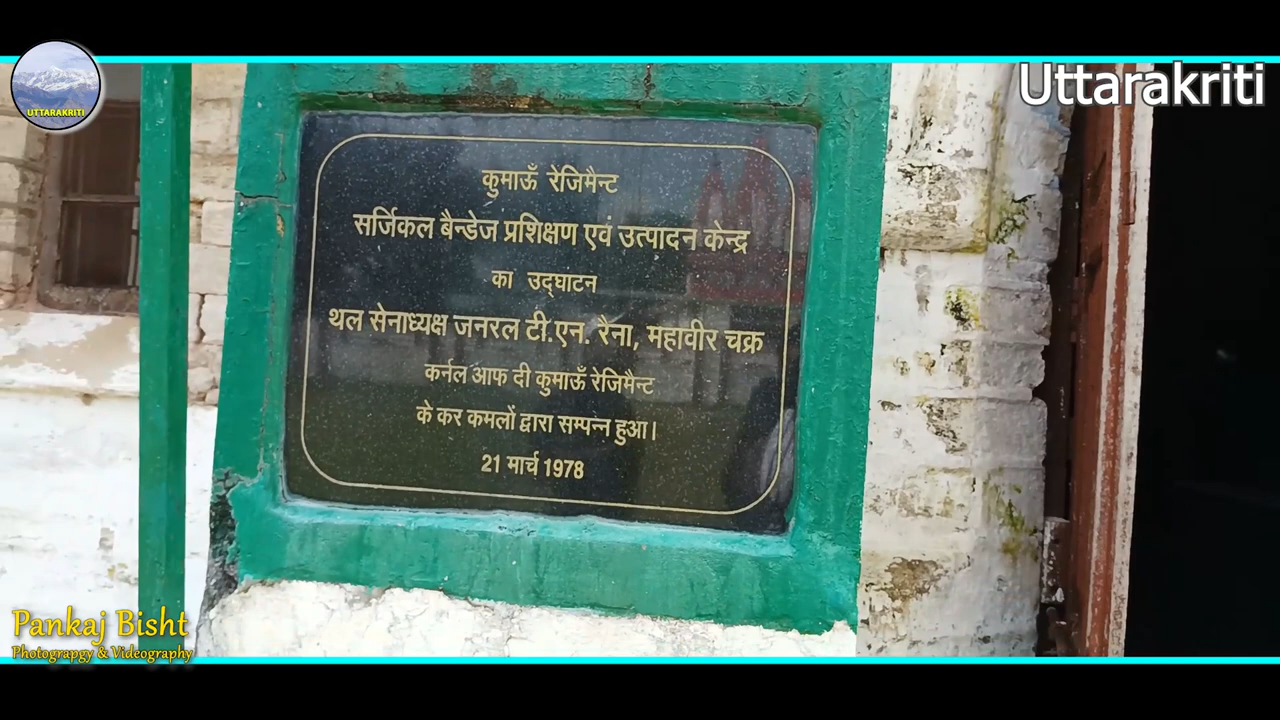 UTTARAKRITI
Uttarakriti
कुमाऊँ रेजिमैन्ट
सर्जिकल बैन्डेज प्रशिक्षण एवं उत्पादन केन्द्र
का उद्घाटन
थल सेनाध्यक्ष जनरल टी.एन. रैना, महावीर चक्र
कर्नल आफ दी कुमाऊँ रेजिमैन्ट
के कर कमलों द्वारा सम्पन्न हुआ।
21 मार्च 1978
Pankaj Bisht
Photograpgy & Videography